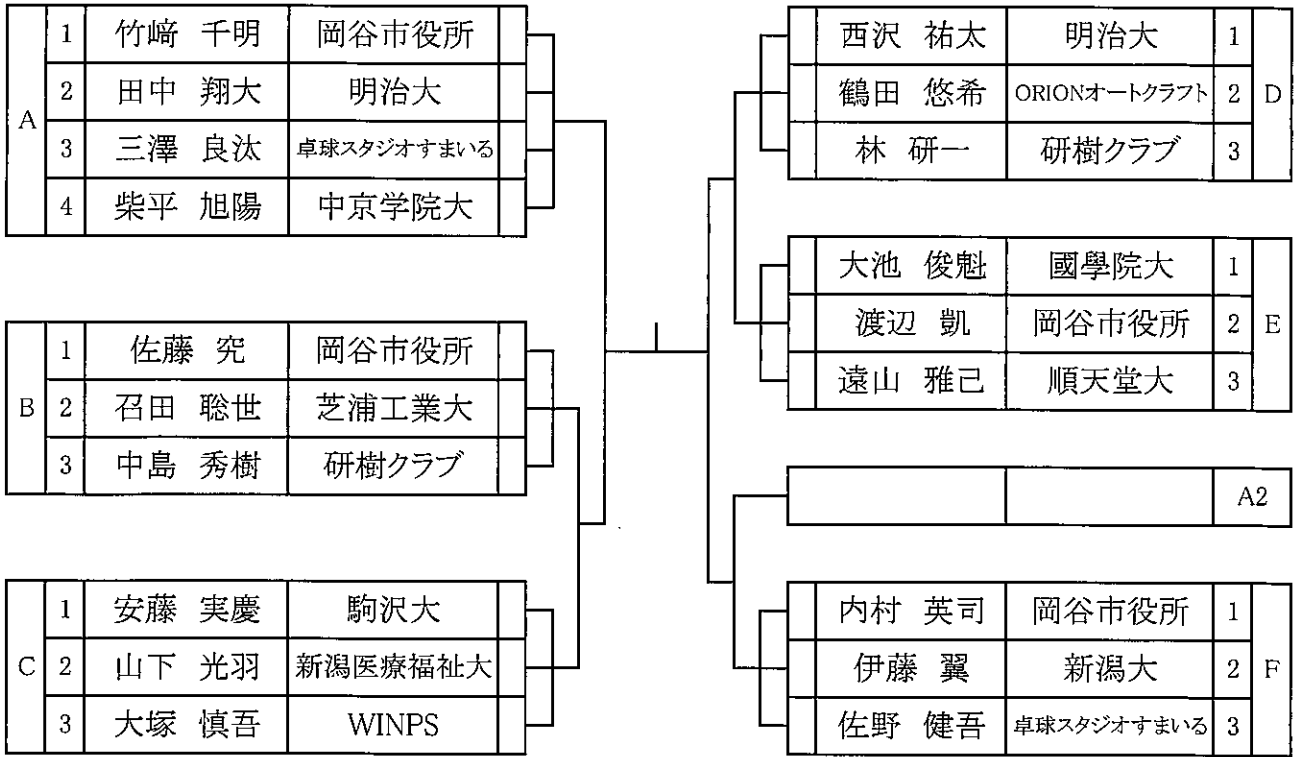 A
1 竹﨑 千明 岡谷市役所
2 田中 翔大 明治大
3 三澤 良汰 卓球スタジオすまいる
4 柴平 旭陽 中京学院大
B
1 佐藤 究 岡谷市役所
2 召田 聡世 芝浦工業大
3 中島 秀樹 研樹クラブ
C
1 安藤 実慶 駒沢大
2 山下 光羽 新潟医療福祉大
3 大塚 慎吾 WINPS
西沢 祐太 明治大 1
鶴田 悠希 ORIONオートクラフト 2
林 研一 研樹クラブ 3
D
大池 俊魁 國學院大 1
渡辺 凱 岡谷市役所 2
遠山 雅己 順天堂大 3
E
A2
内村 英司 岡谷市役所 1
伊藤 翼 新潟大 2
佐野 健吾 卓球スタジオすまいる 3
F